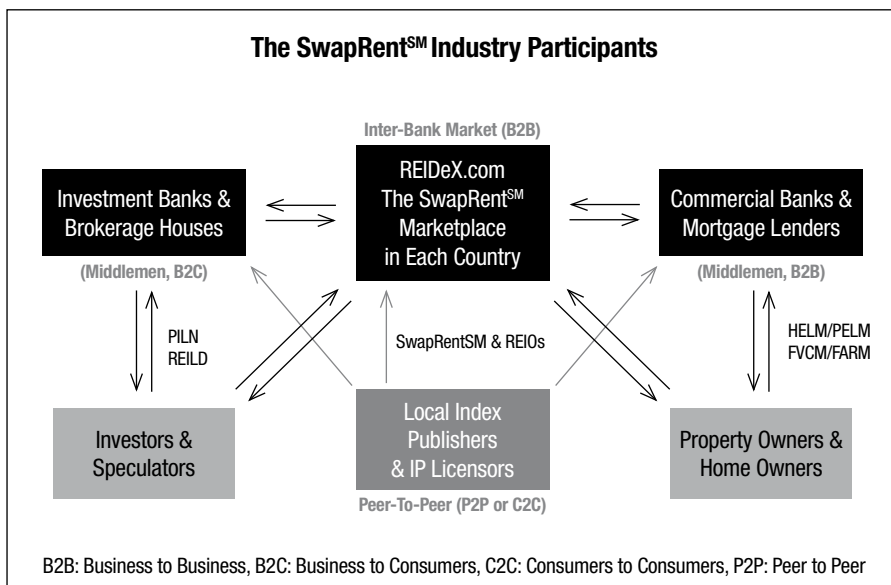 The SwapRentSM Industry Participants
Inter-Bank Market (B2B)
Investment Banks &
Brokerage Houses
(Middlemen, B2C)
REIDeX.com
The SwapRentSM
Marketplace
in Each Country
Commercial Banks &
Mortgage Lenders
(Middlemen, B2B)
PILN
REILD
SwapRentSM & REIOs
HELM/PELM
FVCM/FARM
Investors &
Speculators
Local Index
Publishers
& IP Licensors
Peer-To-Peer (P2P or C2C)
Property Owners &
Home Owners
B2B: Business to Business, B2C: Business to Consumers, C2C: Consumers to Consumers, P2P: Peer to Peer